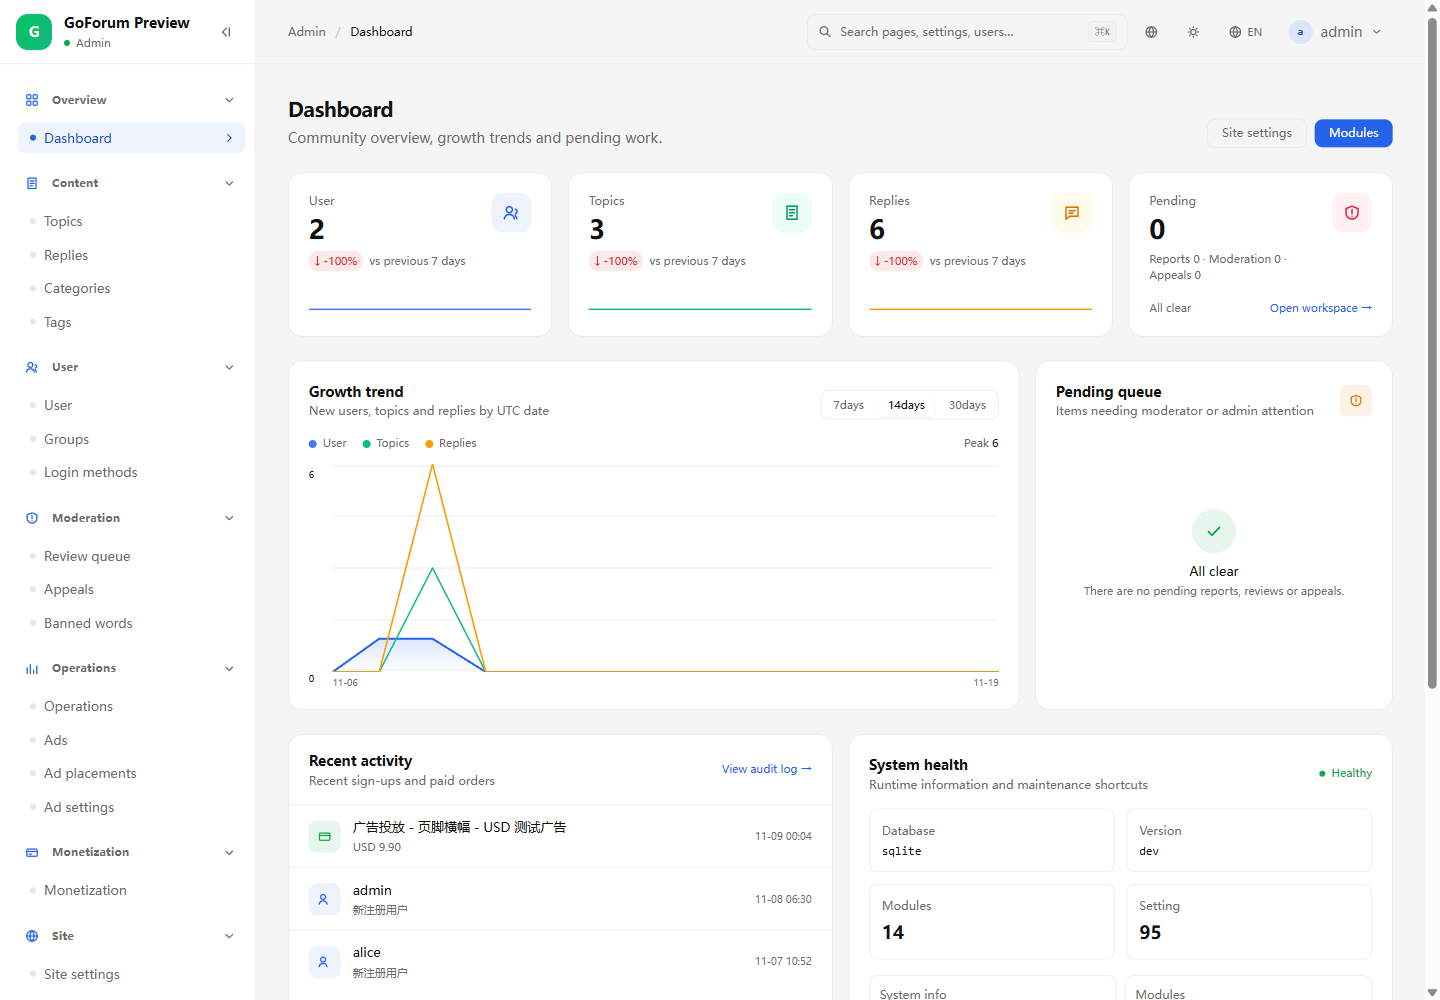 G
GoForum Preview
Admin
Overview
Dashboard
Content
Topics
Replies
Categories
Tags
User
User
Groups
Login methods
Moderation
Review queue
Appeals
Banned words
Operations
Operations
Ads
Ad placements
Ad settings
Monetization
Monetization
Site
Site settings
Admin / Dashboard
Search pages, settings, users...
⌘K
EN
a
admin
Dashboard
Community overview, growth trends and pending work.
Site settings
Modules
User
2
↓ -100% vs previous 7 days
Topics
3
↓ -100% vs previous 7 days
Replies
6
↓ -100% vs previous 7 days
Pending
0
Reports 0 · Moderation 0 ·
Appeals 0
All clear
Open workspace →
Growth trend
New users, topics and replies by UTC date
7days
14days
30days
User
Topics
Replies
Peak 6
6
0
11-06
11-19
Pending queue
Items needing moderator or admin attention
All clear
There are no pending reports, reviews or appeals.
Recent activity
Recent sign-ups and paid orders
View audit log →
广告投放 - 页脚横幅 - USD 测试广告
USD 9.90
11-09 00:04
admin
新注册用户
11-08 06:30
alice
新注册用户
11-07 10:52
System health
Runtime information and maintenance shortcuts
Healthy
Database
sqlite
Version
dev
Modules
14
Setting
95
System info
Modules